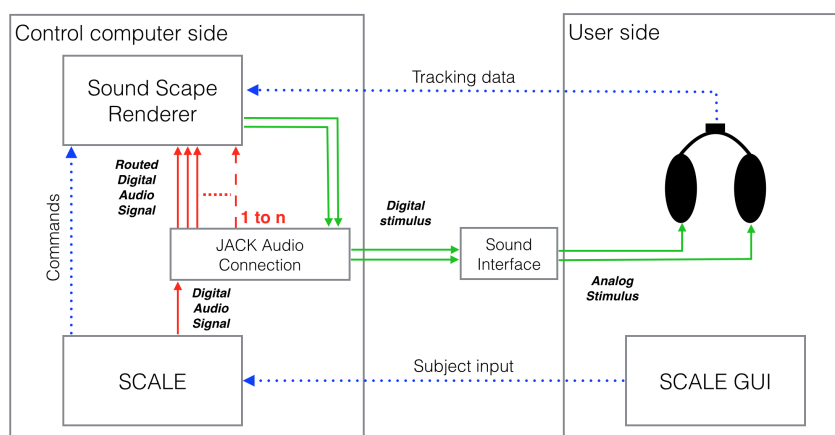 Control computer side
User side
Sound Scape
Renderer
Tracking data
Routed
Digital
Audio
Signal
1 to n
Commands
JACK Audio
Connection
Digital
stimulus
Sound
Interface
Analog
Stimulus
Digital
Audio
Signal
SCALE
Subject input
SCALE GUI